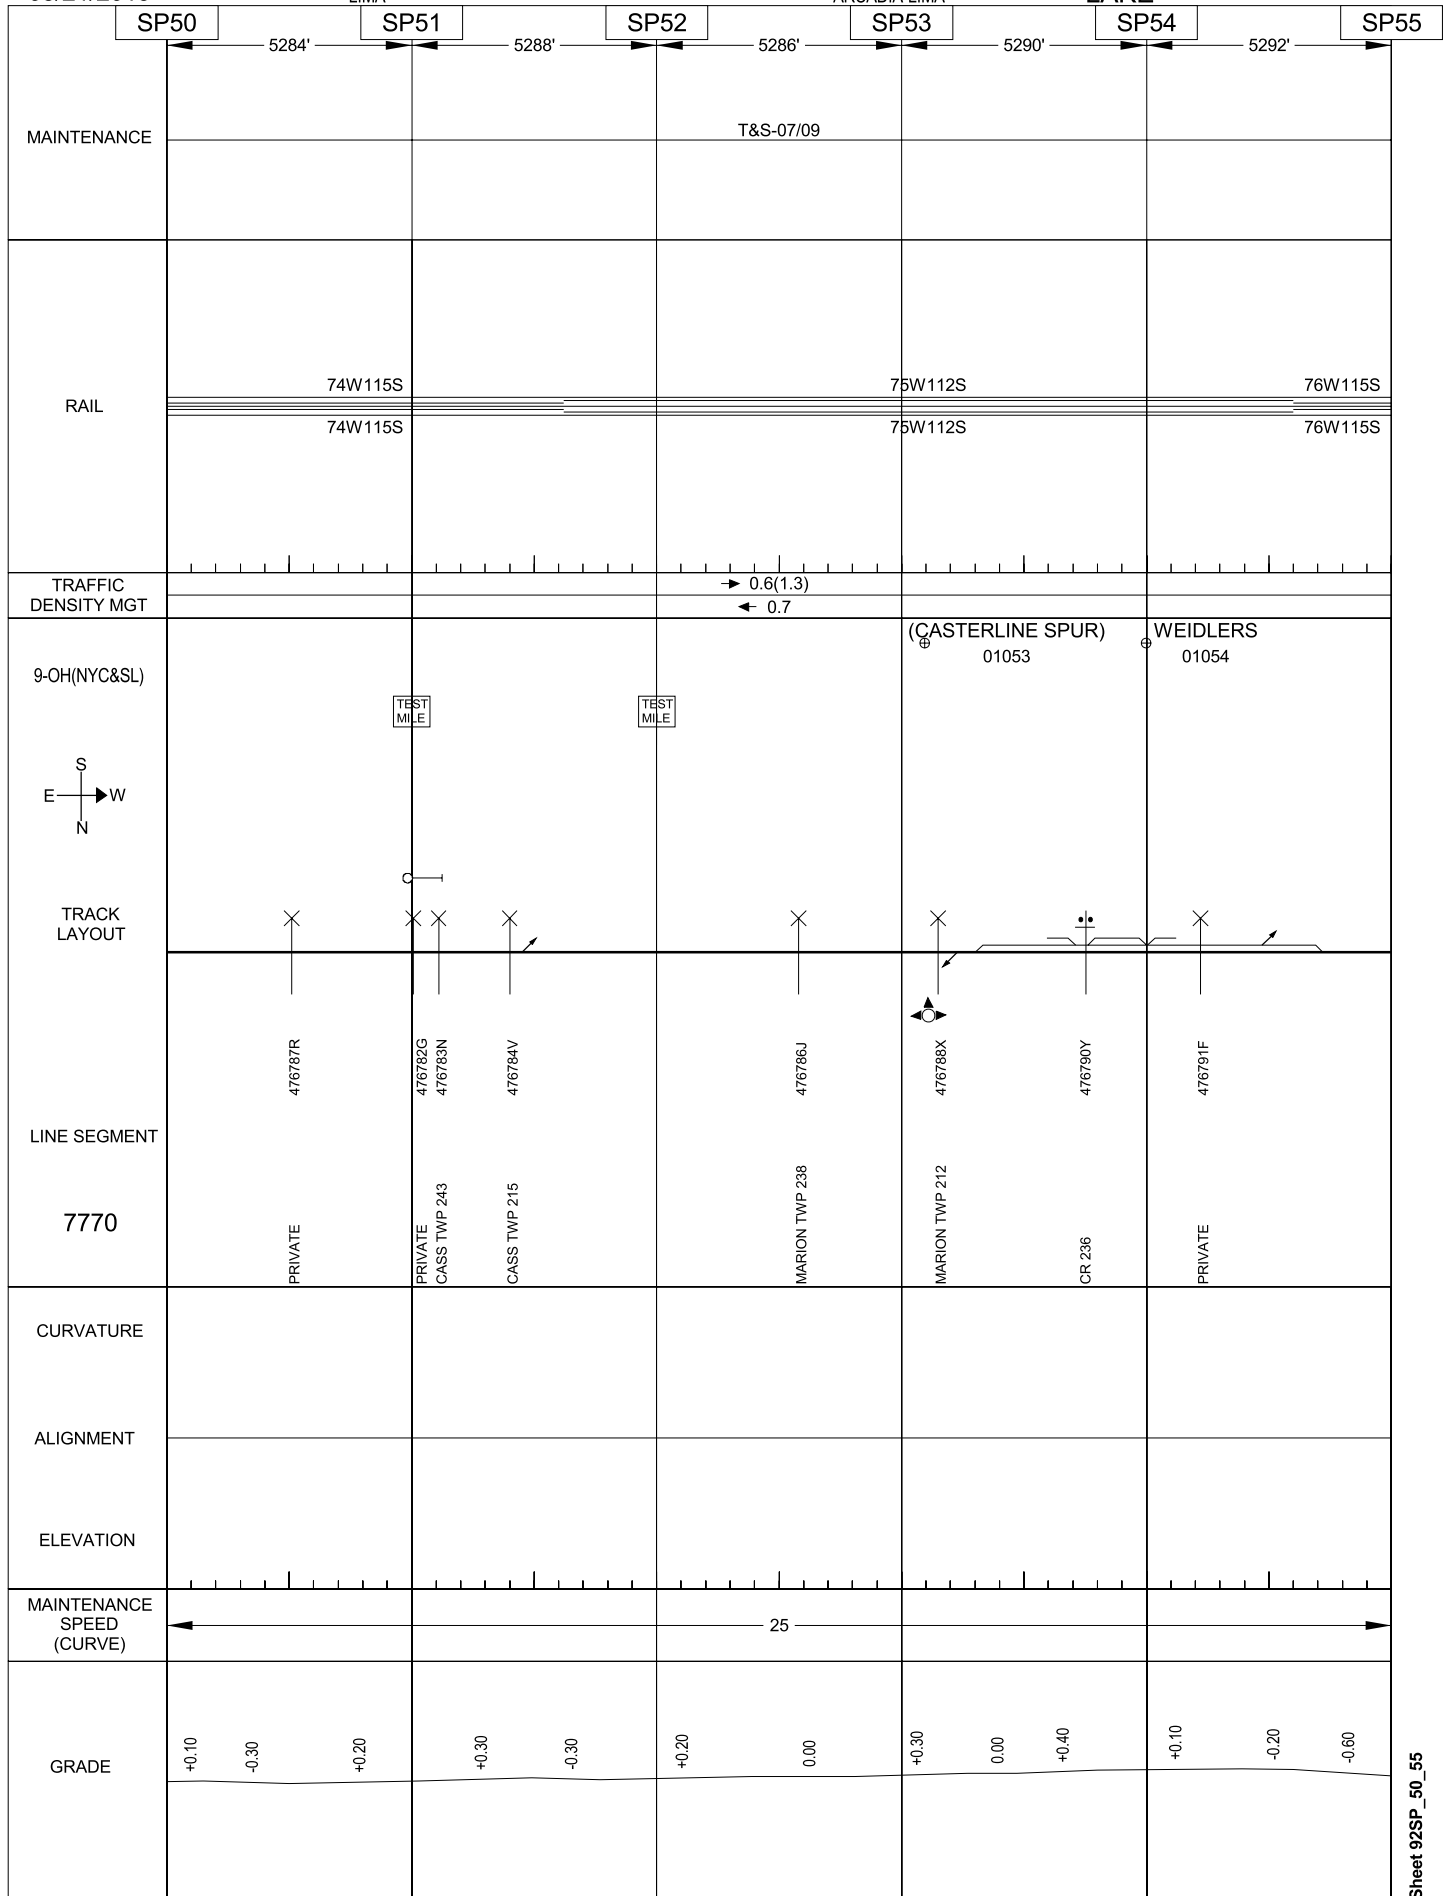 SP50 SP51 SP52 SP53 SP54 SP55
5284' 5288' 5286' 5290' 5292'
MAINTENANCE
T&S-07/09
RAIL
74W115S 75W112S 76W115S
74W115S 75W112S 76W115S
TRAFFIC
DENSITY MGT
0.6(1.3)
0.7
(CASTERLINE SPUR) WEIDLERS
01053 01054
9-OH(NYC&SL)
TEST
MILE
TEST
MILE
S
E W
N
TRACK
LAYOUT
476787R
476782G
476783N
476784V
476786J
476788X
476790Y
476791F
LINE SEGMENT
7770
PRIVATE
PRIVATE
CASS TWP 243
CASS TWP 215
MARION TWP 238
MARION TWP 212
CR 236
PRIVATE
CURVATURE
ALIGNMENT
ELEVATION
MAINTENANCE
SPEED
(CURVE)
25
GRADE
+0.10 -0.30 +0.20 +0.30 -0.30 +0.20 0.00 +0.30 0.00 +0.40 +0.10 -0.20 -0.60
Sheet 92SP_50_55